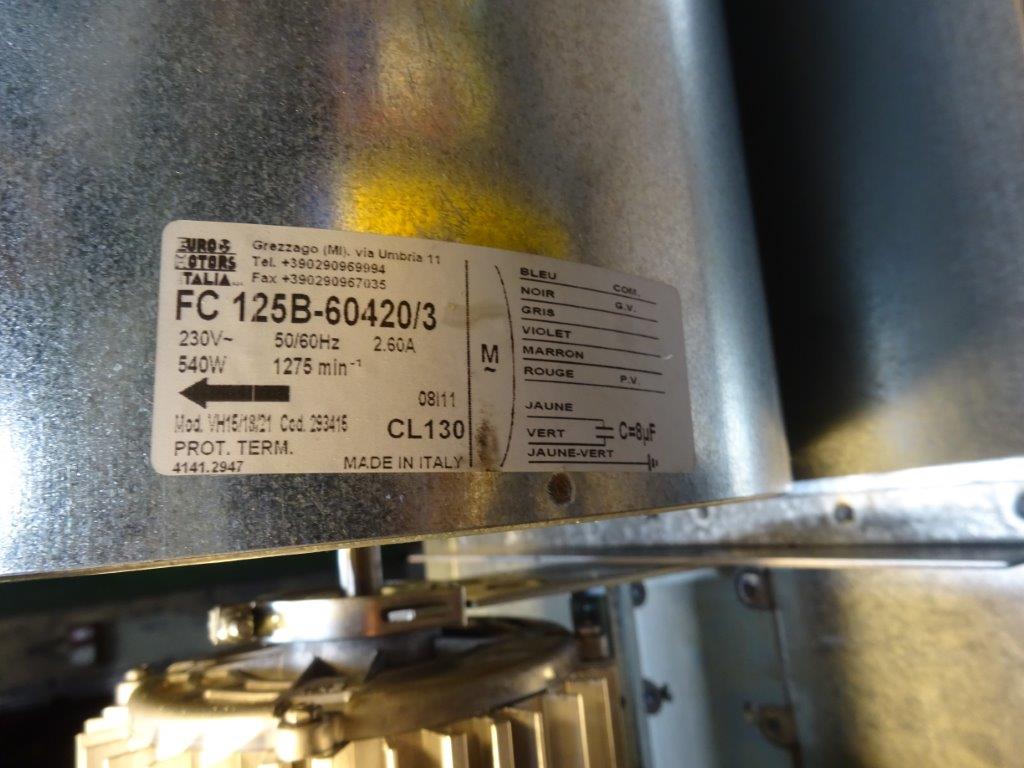 EURO
MOTORS
ITALIA
Grezzago (MI), via Umbria 11
Tel. +390290969994
Fax +390290967035
FC 125B-60420/3
230V~ 50/60Hz 2.60A
540W 1275 min⁻¹
08I11
Mod. VH15/18/21 Cod. 293415
CL130
PROT. TERM.
4141.2947
MADE IN ITALY
M
~
BLEU COM.
NOIR G.V.
GRIS
VIOLET
MARRON
ROUGE P.V.
JAUNE
VERT C=8µF
JAUNE-VERT